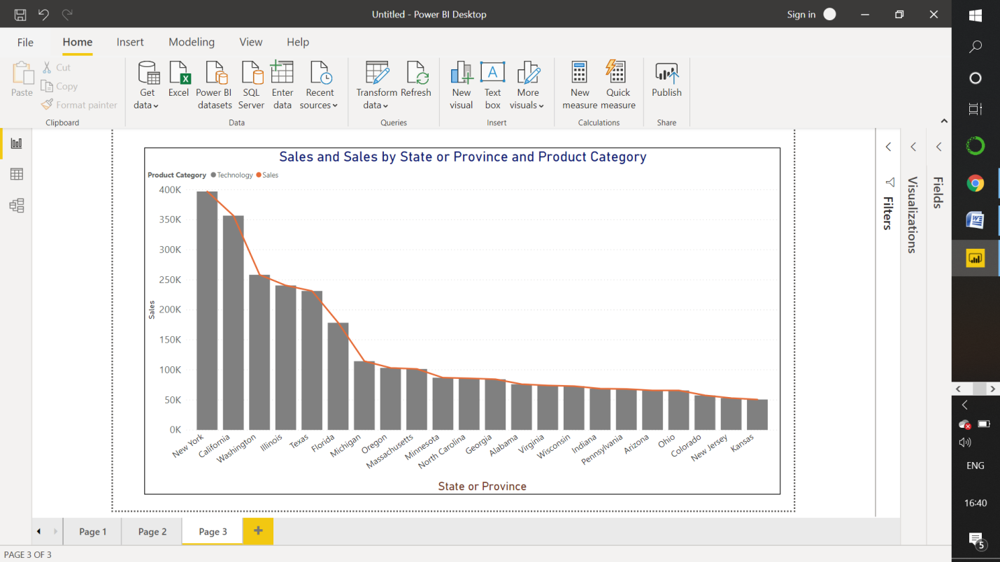 Untitled - Power BI Desktop
Sign in
File Home Insert Modeling View Help
Paste
Cut
Copy
Format painter
Clipboard
Get data
Excel
Power BI datasets
SQL Server
Enter data
Recent sources
Data
Transform data
Refresh
Queries
New visual
Text box
More visuals
Insert
New measure
Quick measure
Calculations
Publish
Share
Sales and Sales by State or Province and Product Category
Product Category Technology Sales
400K
350K
300K
250K
200K
150K
100K
50K
0K
Sales
New York
California
Washington
Illinois
Texas
Florida
Michigan
Oregon
Massachusetts
Minnesota
North Carolina
Georgia
Alabama
Virginia
Wisconsin
Indiana
Pennsylvania
Arizona
Ohio
Colorado
New Jersey
Kansas
State or Province
Filters
Visualizations
Fields
Page 1
Page 2
Page 3
PAGE 3 OF 3
ENG
16:40
5